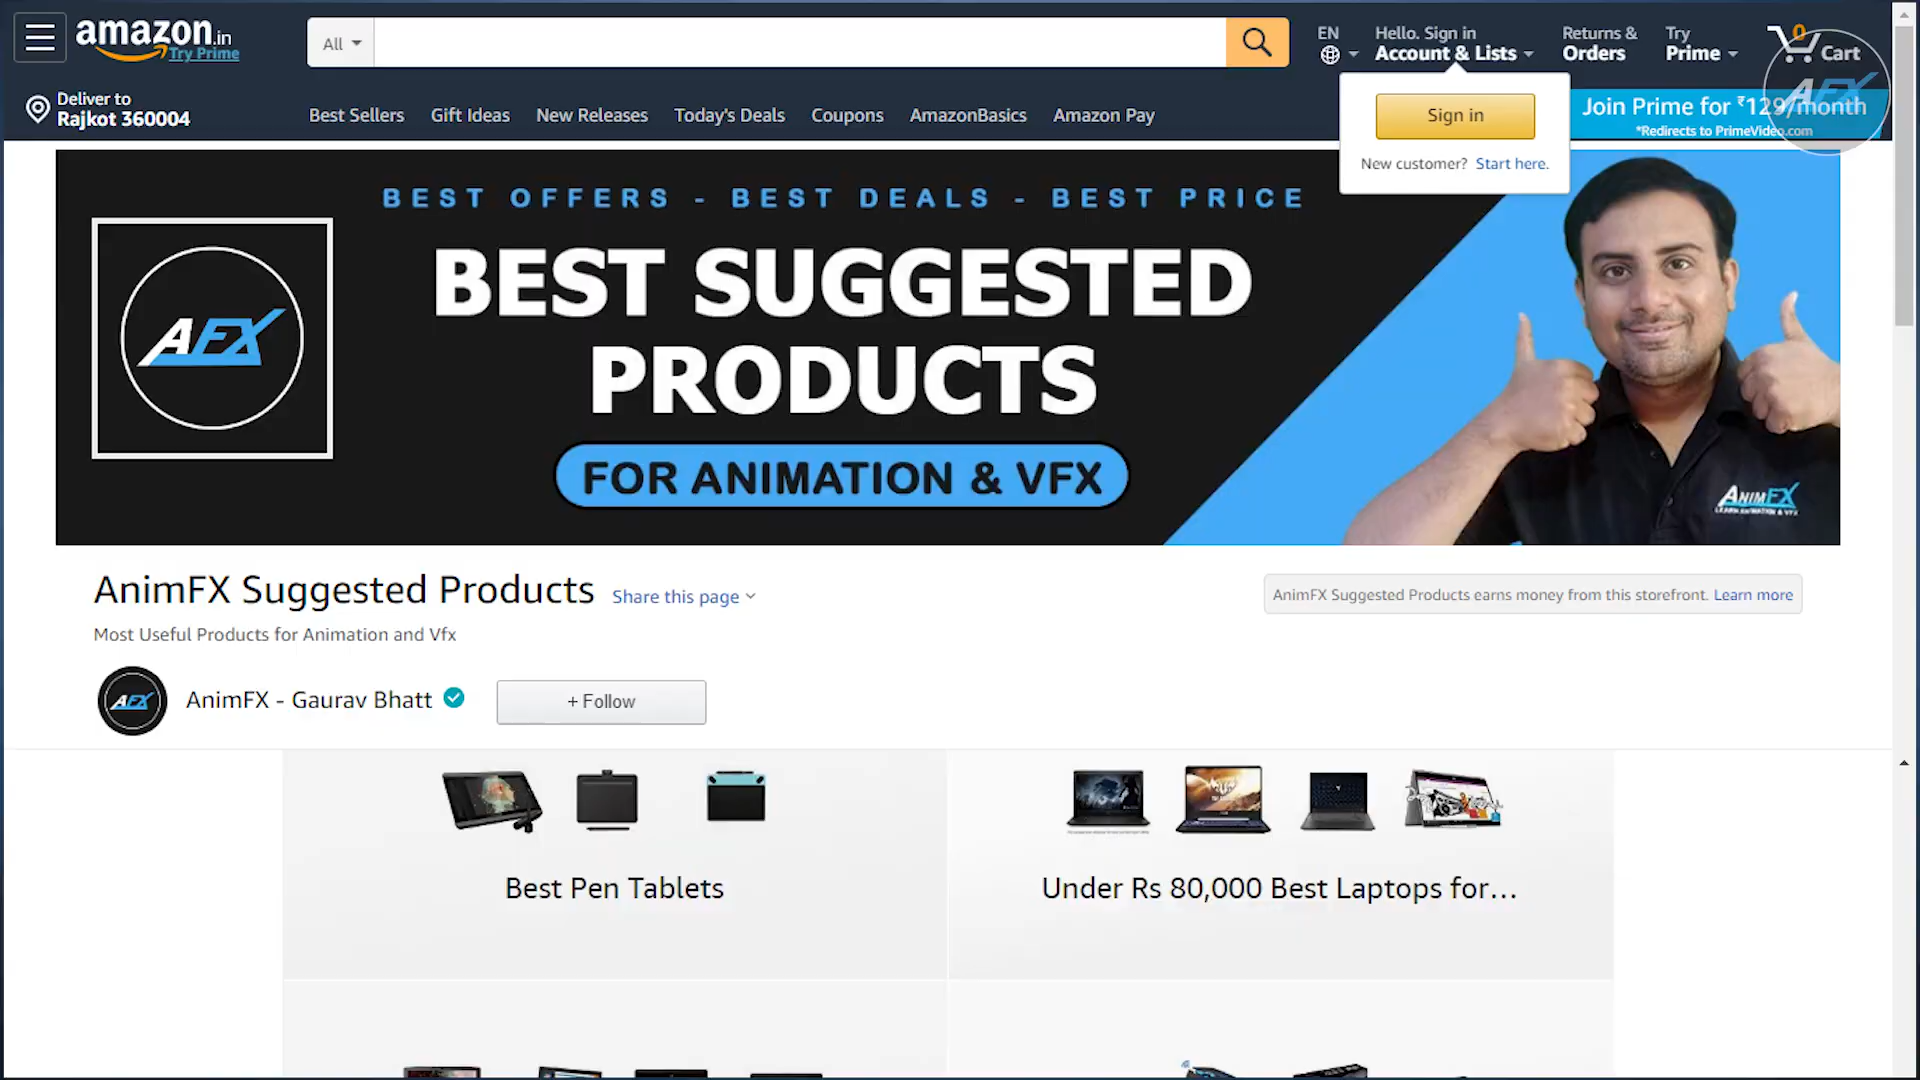 amazon.in
Try Prime
All
EN
Hello. Sign in
Account & Lists
Returns &
Orders
Try
Prime
0
Cart
Deliver to
Rajkot 360004
Best Sellers
Gift Ideas
New Releases
Today's Deals
Coupons
AmazonBasics
Amazon Pay
Sign in
New customer? Start here.
Join Prime for ₹129/month
*Redirects to PrimeVideo.com
AFX
BEST OFFERS - BEST DEALS - BEST PRICE
AFX
BEST SUGGESTED
PRODUCTS
FOR ANIMATION & VFX
ANIMFX
LEARN ANIMATION & VFX
AnimFX Suggested Products
Share this page
AnimFX Suggested Products earns money from this storefront. Learn more
Most Useful Products for Animation and Vfx
AFX
AnimFX - Gaurav Bhatt
+ Follow
Best Pen Tablets
Under Rs 80,000 Best Laptops for...